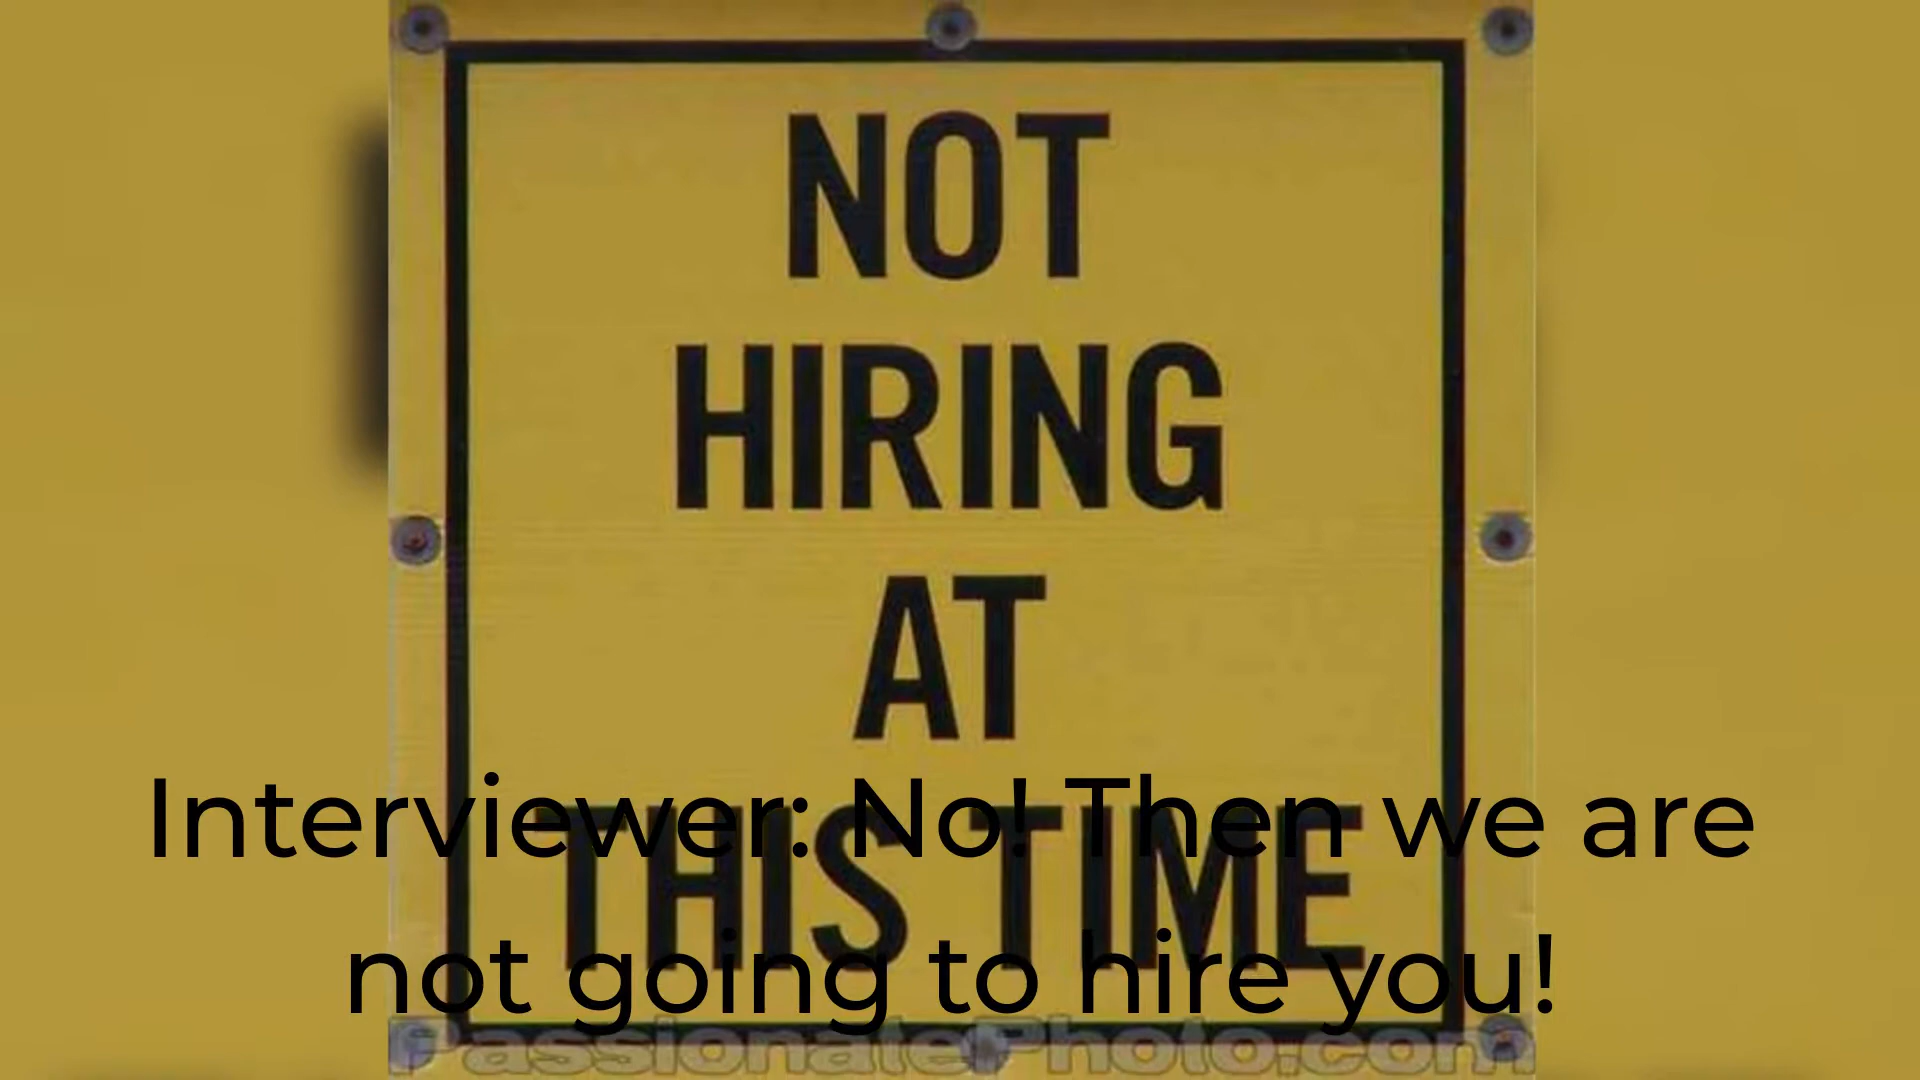 NOT
HIRING
AT
THIS TIME
Interviewer: No! Then we are
not going to hire you!
PassionatePhoto.com